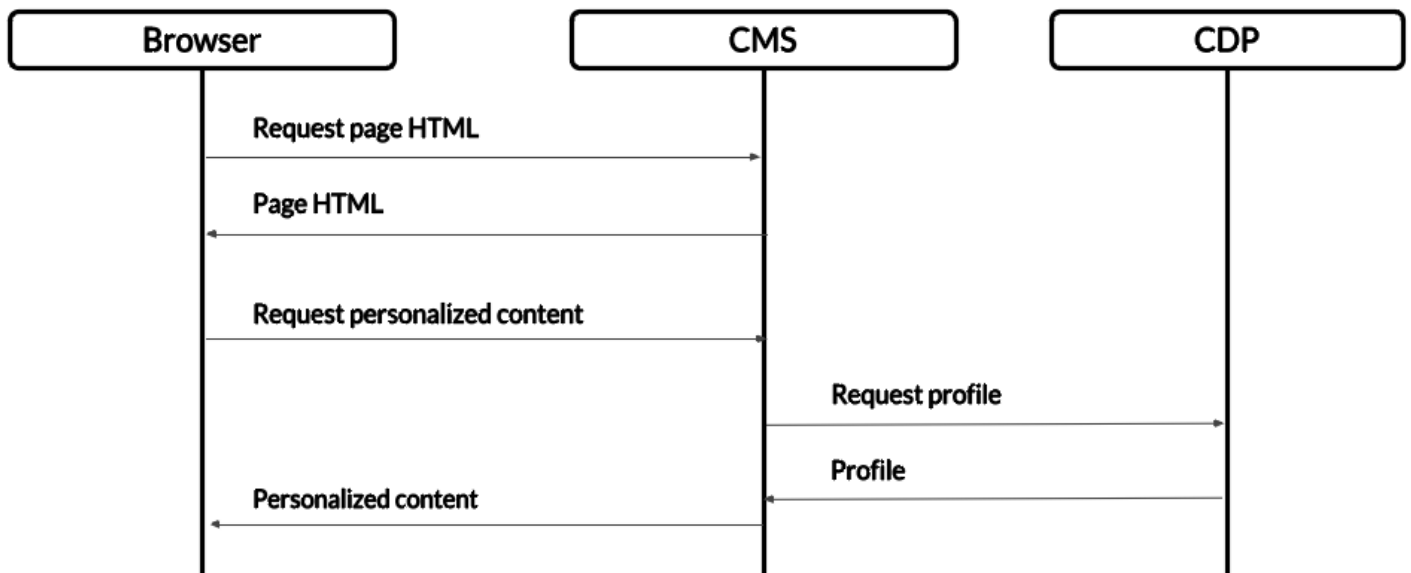 Browser
CMS
CDP
Request page HTML
Page HTML
Request personalized content
Request profile
Profile
Personalized content